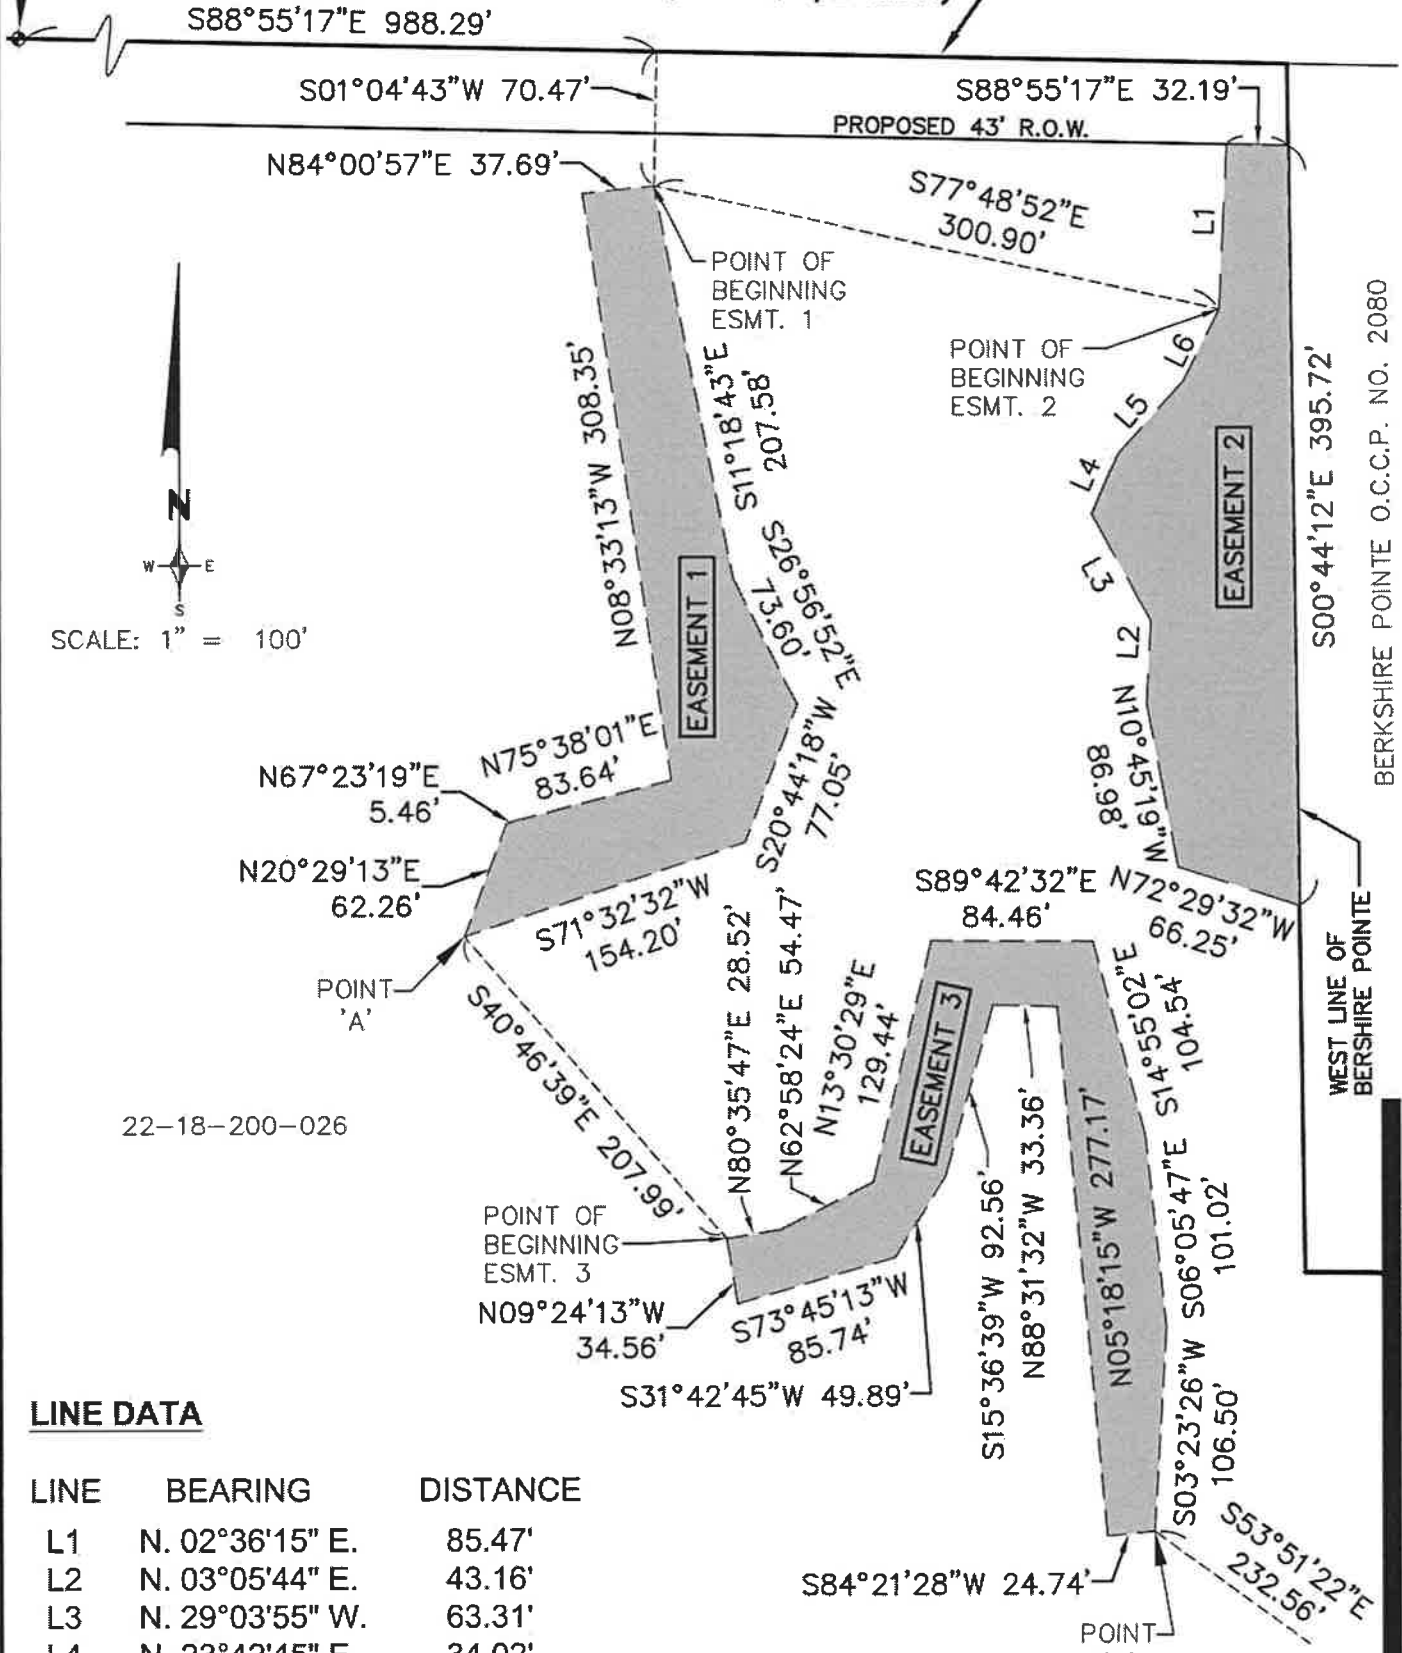 S88°55'17"E 988.29'
S01°04'43"W 70.47'
S88°55'17"E 32.19'
PROPOSED 43' R.O.W.
N84°00'57"E 37.69'
S77°48'52"E
300.90'
L1
POINT OF
BEGINNING
ESMT. 1
POINT OF
BEGINNING
ESMT. 2
L6
L5
L4
L3
L2
N08°33'13"W 308.35'
S11°18'43"E
207.58'
S26°56'52"E
73.60'
EASEMENT 1
EASEMENT 2
S00°44'12"E 395.72'
BERKSHIRE POINTE O.C.C.P. NO. 2080
N
W E
S
SCALE: 1" = 100'
N75°38'01"E
83.64'
N67°23'19"E
5.46'
N20°29'13"E
62.26'
S20°44'18"W
77.05'
S71°32'32"W
154.20'
N10°45'19"W
86.98'
N72°29'32"W
66.25'
S89°42'32"E
84.46'
WEST LINE OF
BERSHIRE POINTE
POINT
'A'
S40°46'39"E 207.99'
22-18-200-026
N80°35'47"E 28.52'
N62°58'24"E 54.47'
N13°30'29"E
129.44'
EASEMENT 3
S14°55'02"E
104.54'
POINT OF
BEGINNING
ESMT. 3
N09°24'13"W
34.56'
S73°45'13"W
85.74'
S31°42'45"W 49.89'
S15°36'39"W 92.56'
N88°31'32"W 33.36'
N05°18'15"W 277.17'
S06°05'47"E
101.02'
S03°23'26"W
106.50'
S53°51'22"E
232.56'
S84°21'28"W 24.74'
POINT
LINE DATA
LINE BEARING DISTANCE
L1 N. 02°36'15" E. 85.47'
L2 N. 03°05'44" E. 43.16'
L3 N. 29°03'55" W. 63.31'
L4 N. 23°42'45" E. 34.02'